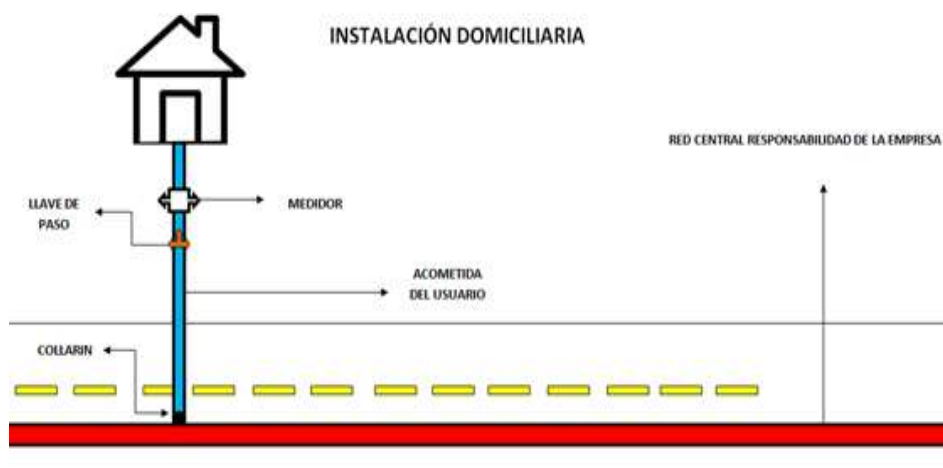 INSTALACIÓN DOMICILIARIA
RED CENTRAL RESPONSABILIDAD DE LA EMPRESA
LLAVE DE
PASO
MEDIDOR
ACOMETIDA
DEL USUARIO
COLLARIN